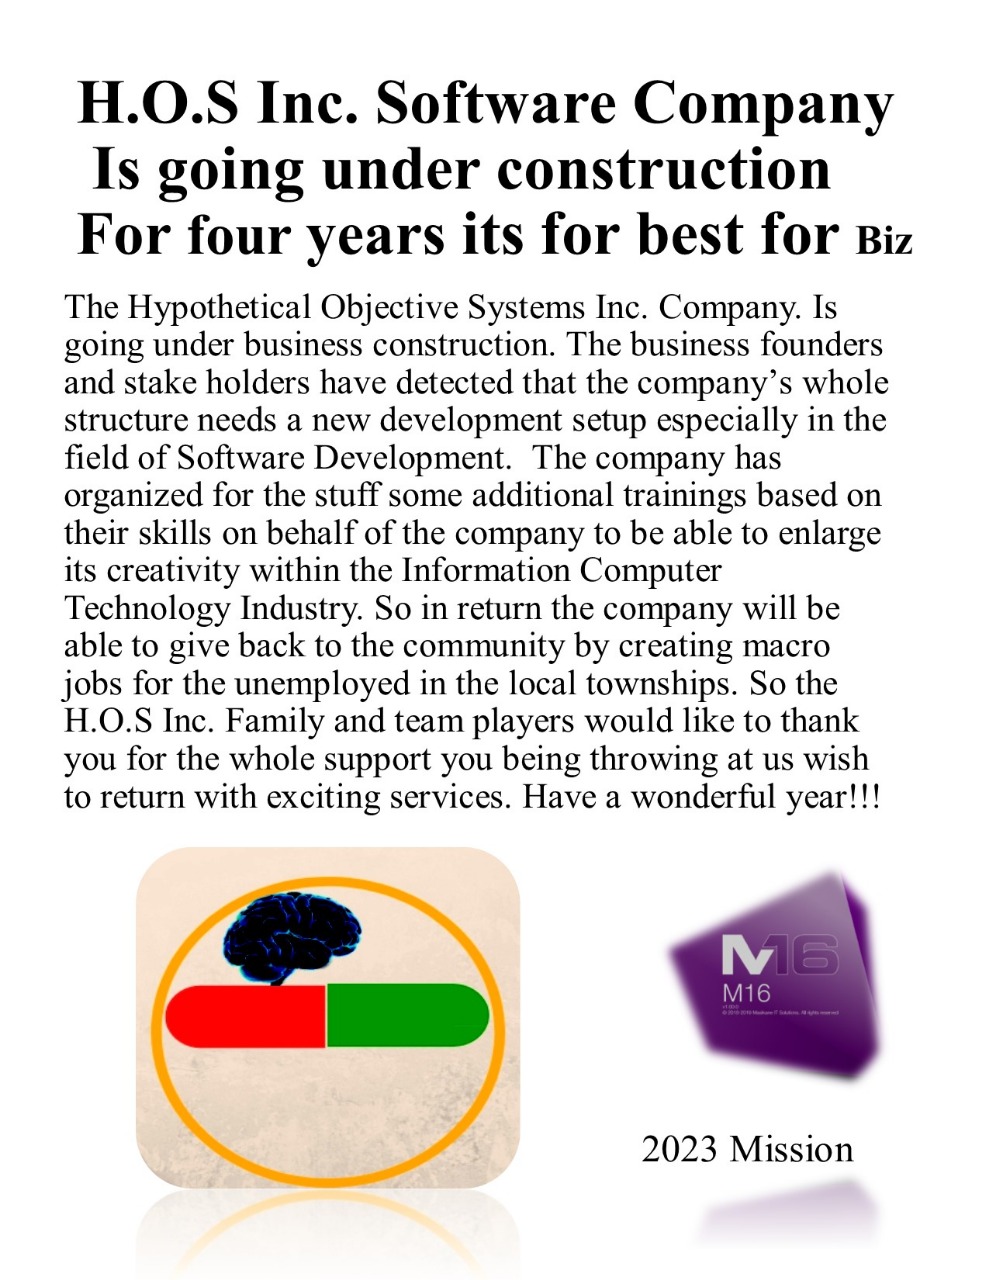 H.O.S Inc. Software Company
Is going under construction
For four years its for best for Biz
The Hypothetical Objective Systems Inc. Company. Is
going under business construction. The business founders
and stake holders have detected that the company’s whole
structure needs a new development setup especially in the
field of Software Development.  The company has
organized for the stuff some additional trainings based on
their skills on behalf of the company to be able to enlarge
its creativity within the Information Computer
Technology Industry. So in return the company will be
able to give back to the community by creating macro
jobs for the unemployed in the local townships. So the
H.O.S Inc. Family and team players would like to thank
you for the whole support you being throwing at us wish
to return with exciting services. Have a wonderful year!!!
M16
M16
All rights reserved
2023 Mission